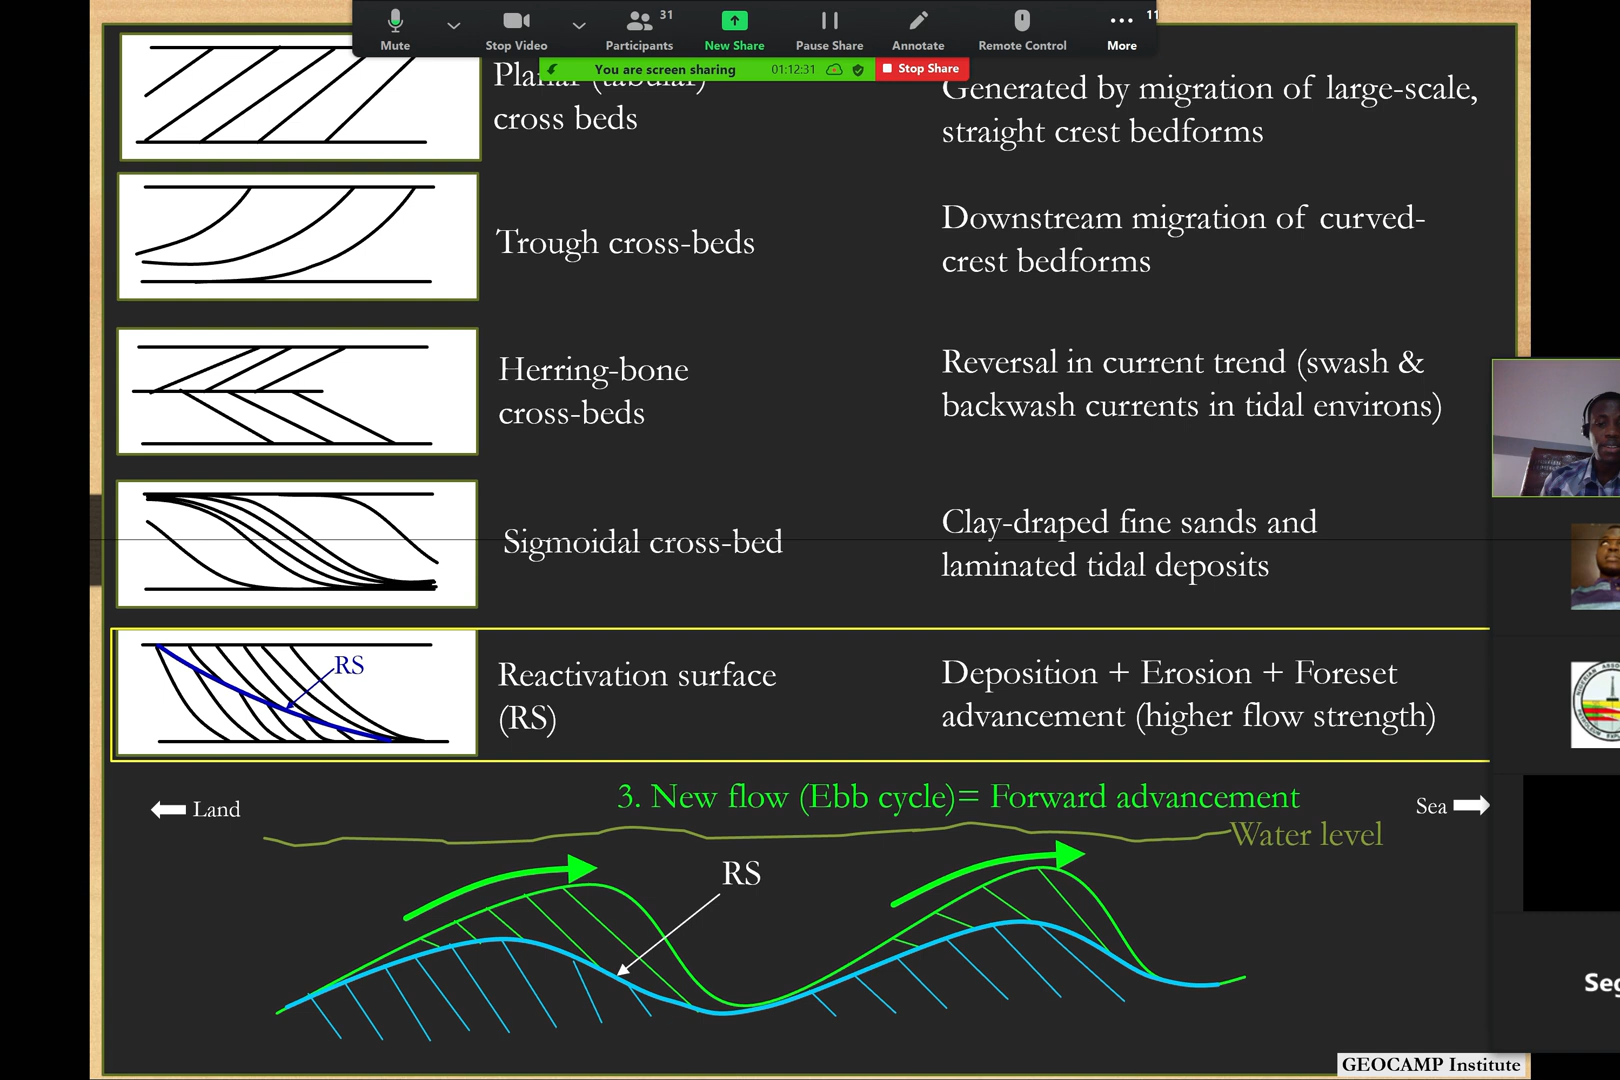 31
11
Mute
Stop Video
Participants
New Share
Pause Share
Annotate
Remote Control
More
You are screen sharing
01:12:31
Stop Share
Planar (tabular)
cross beds
Generated by migration of large-scale,
straight crest bedforms
Trough cross-beds
Downstream migration of curved-
crest bedforms
Herring-bone
cross-beds
Reversal in current trend (swash &
backwash currents in tidal environs)
Sigmoidal cross-bed
Clay-draped fine sands and
laminated tidal deposits
RS
Reactivation surface
(RS)
Deposition + Erosion + Foreset
advancement (higher flow strength)
3. New flow (Ebb cycle)= Forward advancement
Land
Sea
Water level
RS
Seg
GEOCAMP Institute